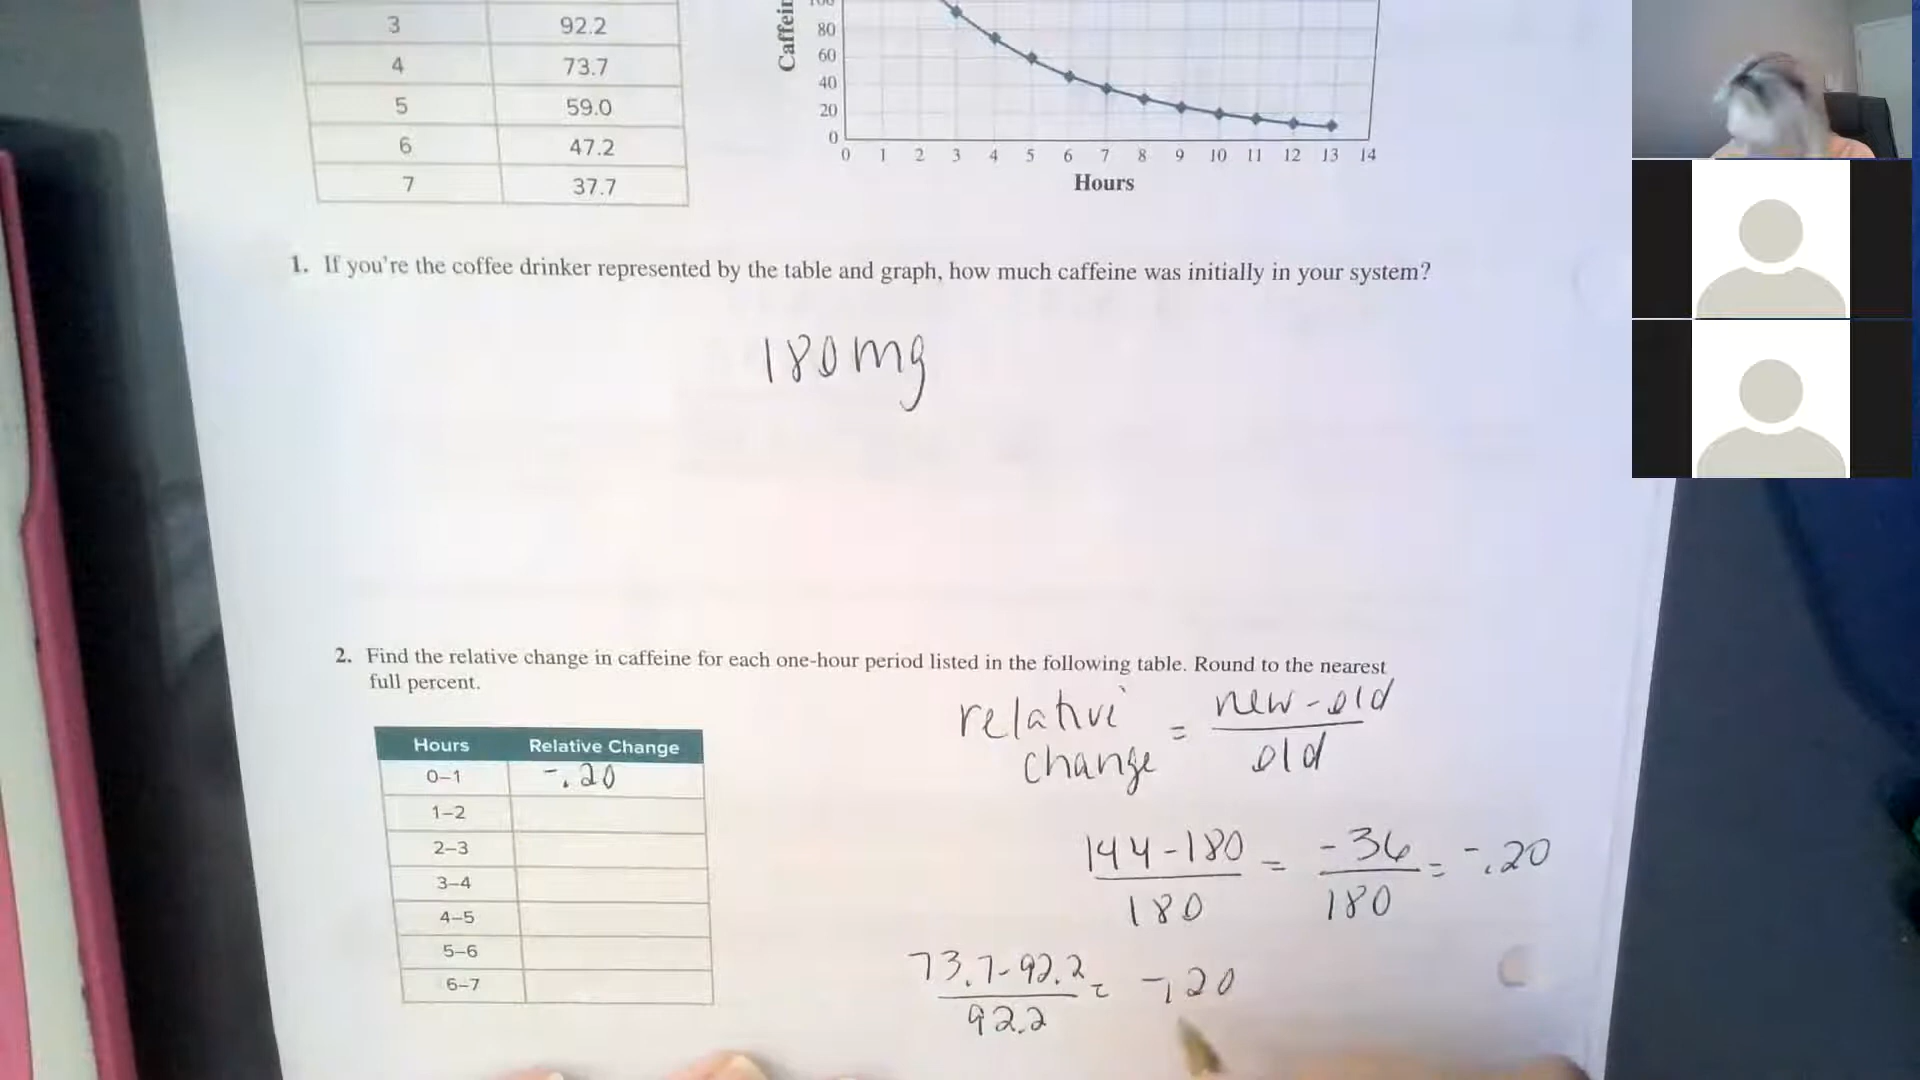 3 92.2
4 73.7
5 59.0
6 47.2
7 37.7
100
80
60
40
20
0
0 1 2 3 4 5 6 7 8 9 10 11 12 13 14
Hours
1. If you're the coffee drinker represented by the table and graph, how much caffeine was initially in your system?
180 mg
2. Find the relative change in caffeine for each one-hour period listed in the following table. Round to the nearest
full percent.
relative change = new-old / old
Hours Relative Change
0–1 -.20
1–2
2–3
3–4
4–5
5–6
6–7
144-180 / 180 = -36 / 180 = -.20
73.7-92.2 / 92.2 = -.20